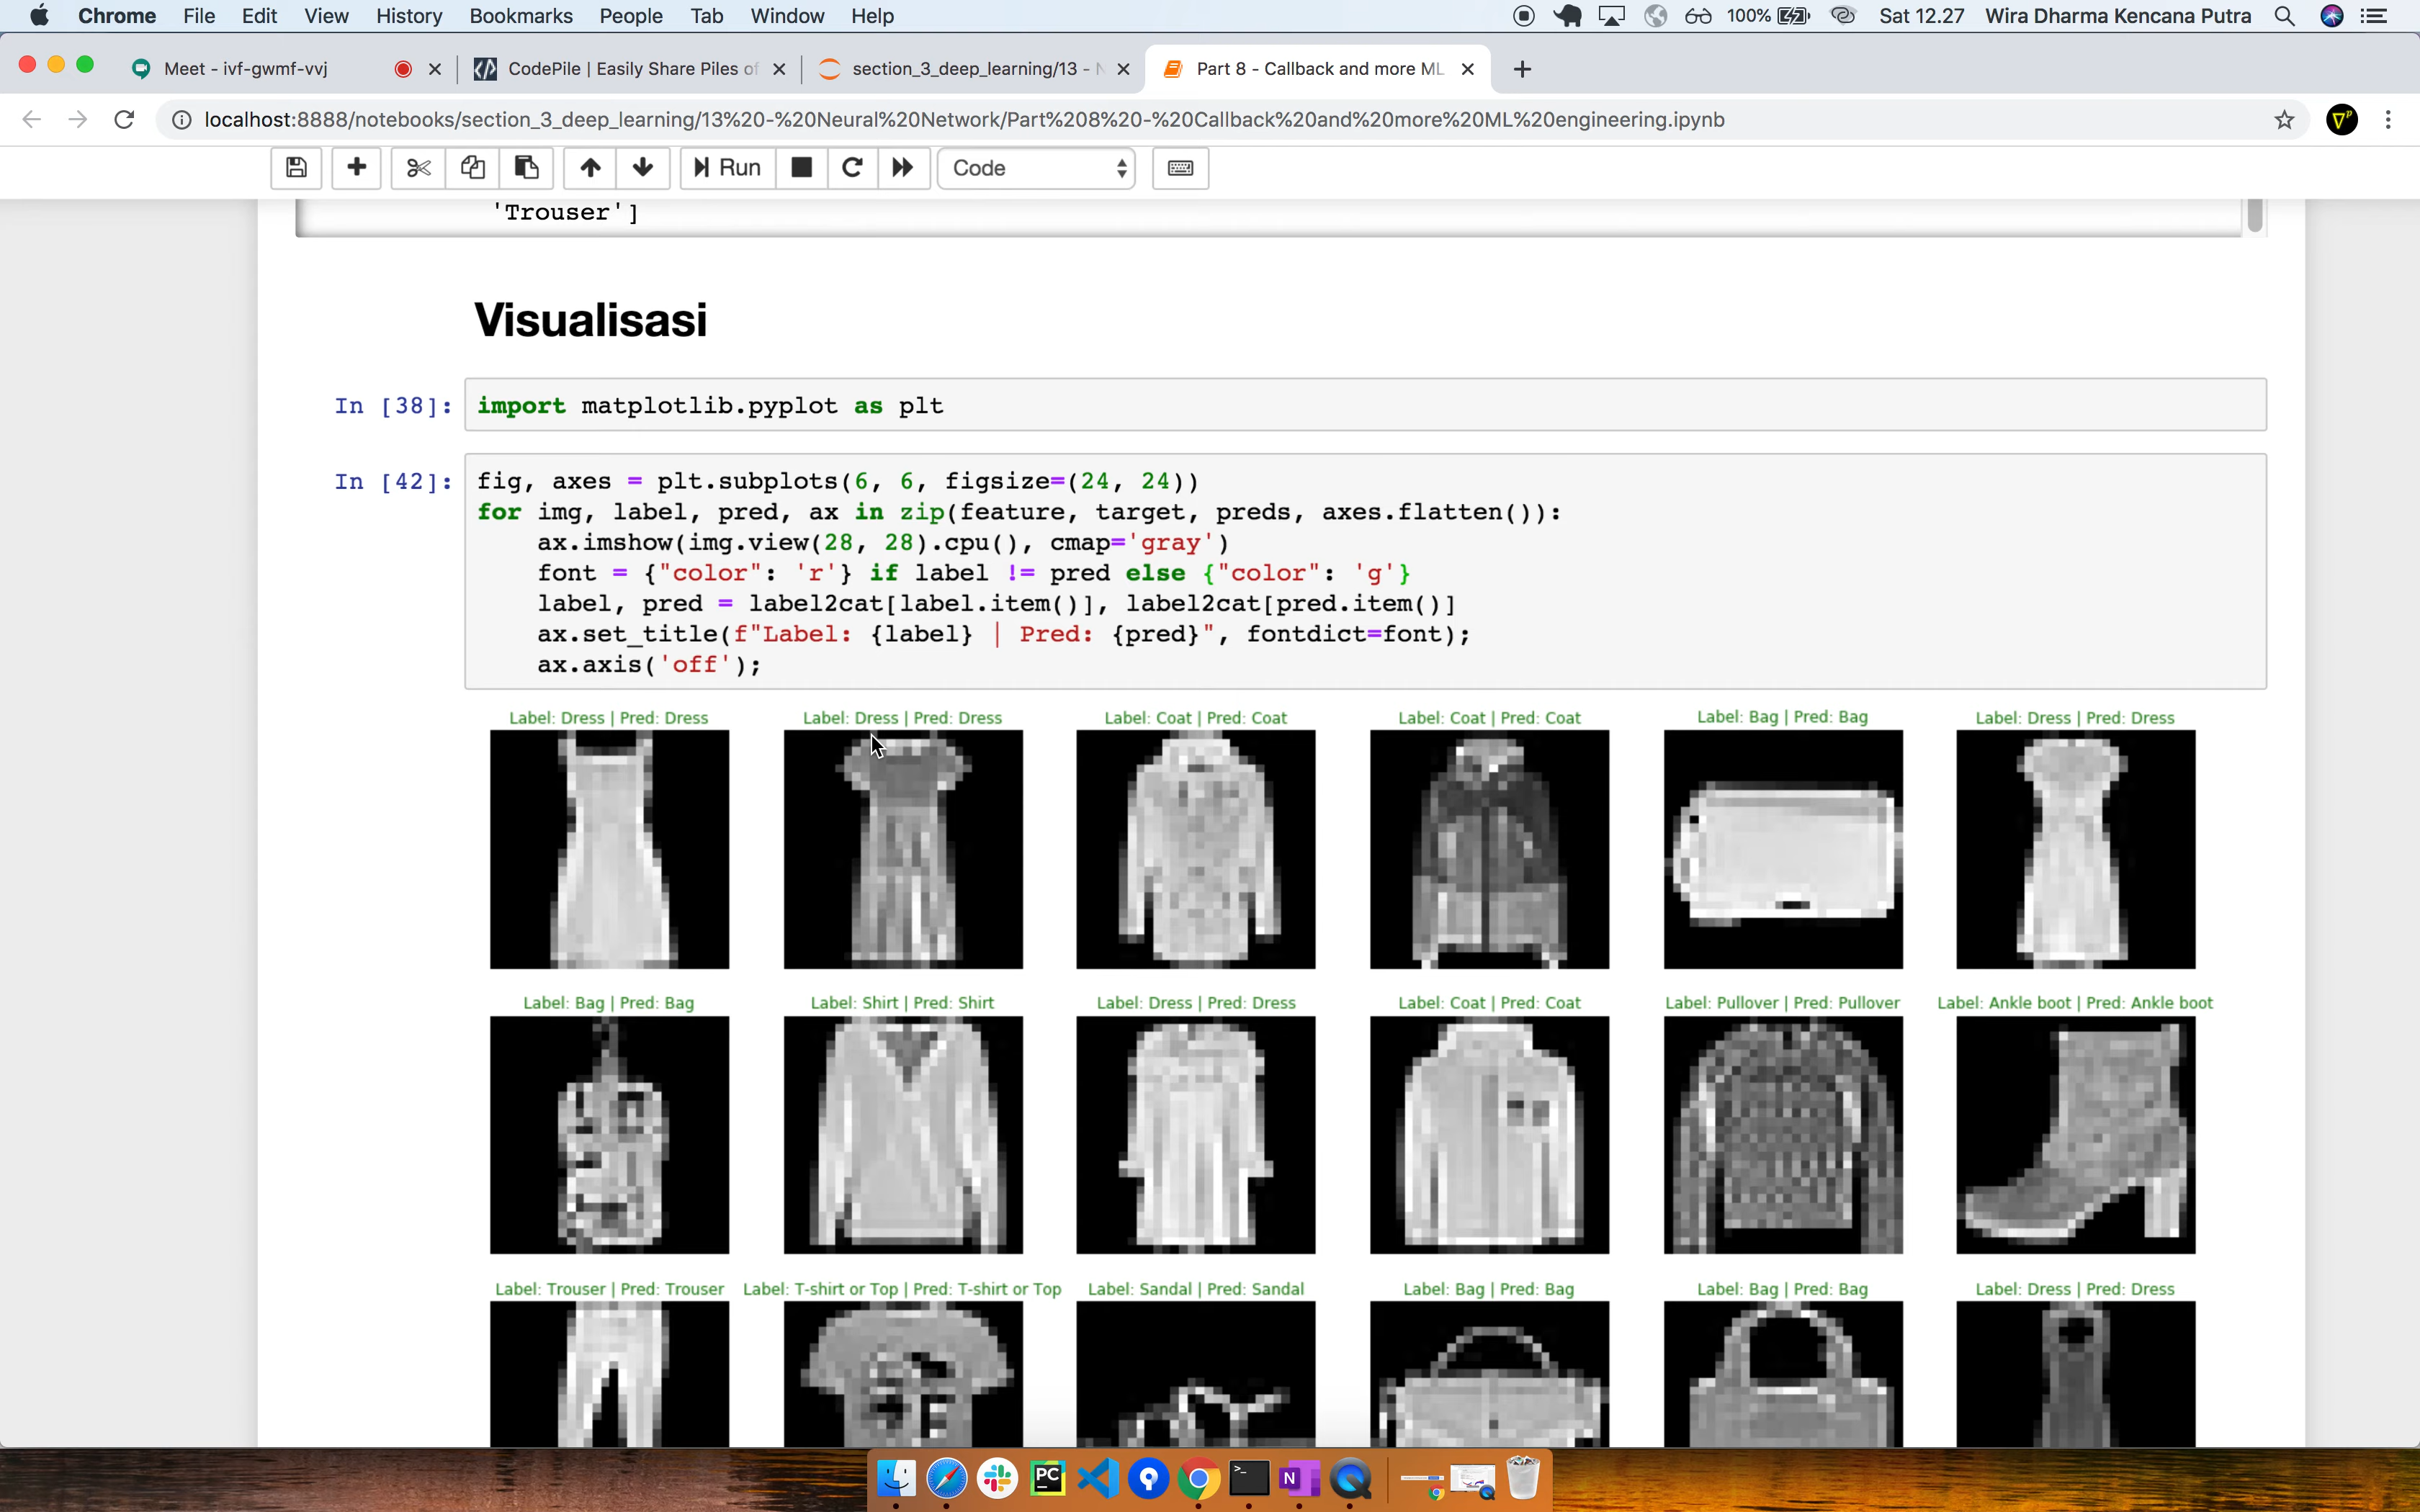 Chrome File Edit View History Bookmarks People Tab Window Help 100% Sat 12.27 Wira Dharma Kencana Putra
Meet - ivf-gwmf-vvj CodePile | Easily Share Piles of section_3_deep_learning/13 - Part 8 - Callback and more ML
localhost:8888/notebooks/section_3_deep_learning/13%20-%20Neural%20Network/Part%208%20-%20Callback%20and%20more%20ML%20engineering.ipynb
Run Code
'Trouser']
Visualisasi
In [38]: import matplotlib.pyplot as plt
In [42]: fig, axes = plt.subplots(6, 6, figsize=(24, 24))
for img, label, pred, ax in zip(feature, target, preds, axes.flatten()):
ax.imshow(img.view(28, 28).cpu(), cmap='gray')
font = {"color": 'r'} if label != pred else {"color": 'g'}
label, pred = label2cat[label.item()], label2cat[pred.item()]
ax.set_title(f"Label: {label} | Pred: {pred}", fontdict=font);
ax.axis('off');
Label: Dress | Pred: Dress Label: Dress | Pred: Dress Label: Coat | Pred: Coat Label: Coat | Pred: Coat Label: Bag | Pred: Bag Label: Dress | Pred: Dress
Label: Bag | Pred: Bag Label: Shirt | Pred: Shirt Label: Dress | Pred: Dress Label: Coat | Pred: Coat Label: Pullover | Pred: Pullover Label: Ankle boot | Pred: Ankle boot
Label: Trouser | Pred: Trouser Label: T-shirt or Top | Pred: T-shirt or Top Label: Sandal | Pred: Sandal Label: Bag | Pred: Bag Label: Bag | Pred: Bag Label: Dress | Pred: Dress
PC
N